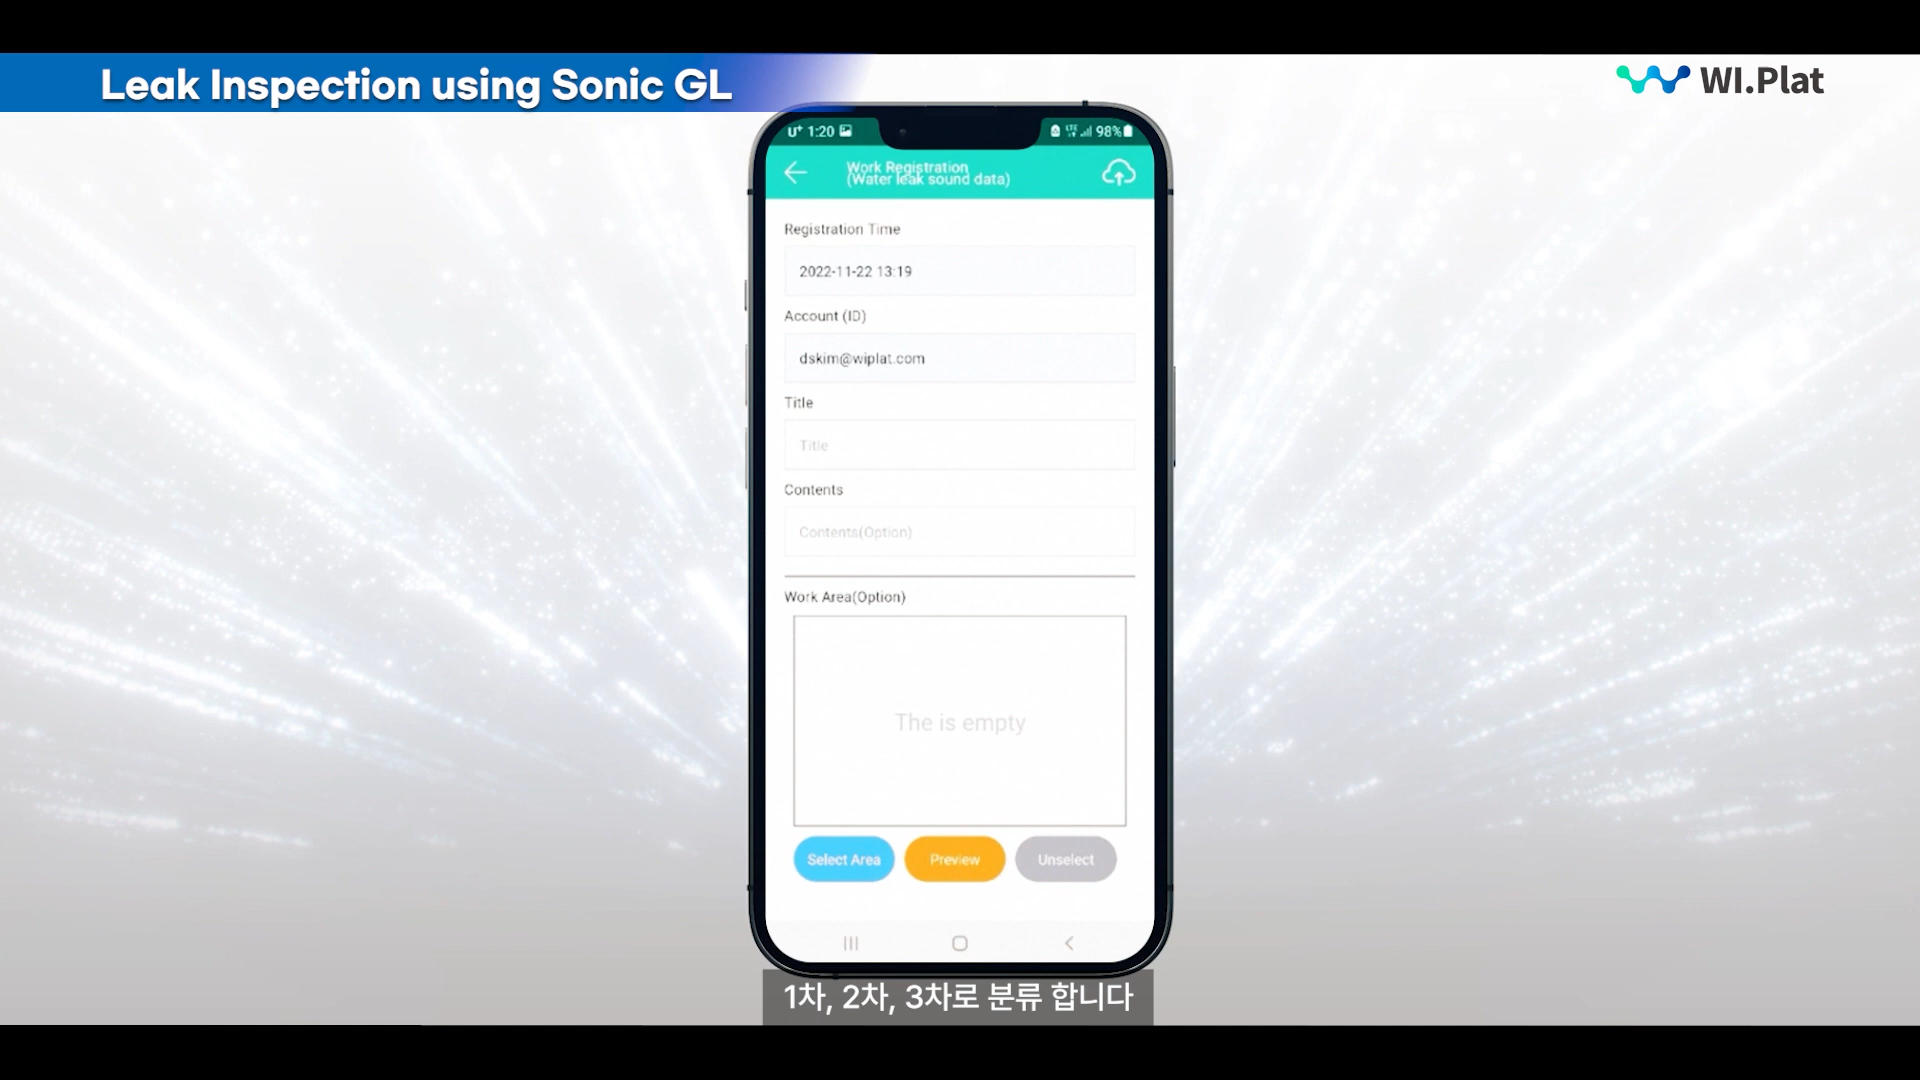 Leak Inspection using Sonic GL
WI.Plat
U+ 1:20
LTE 98%
Work Registration
(Water leak sound data)
Registration Time
2022-11-22 13:19
Account (ID)
dskim@wiplat.com
Title
Title
Contents
Contents(Option)
Work Area(Option)
The is empty
Select Area Preview Unselect
1차, 2차, 3차로 분류 합니다